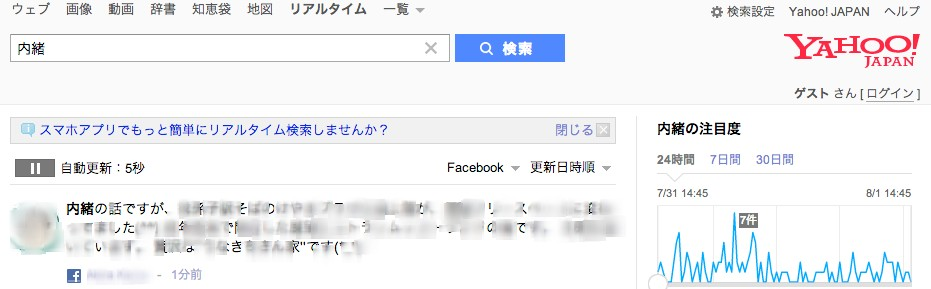 ウェブ 画像 動画 辞書 知恵袋 地図 リアルタイム 一覧
検索設定 Yahoo! JAPAN ヘルプ
内緒
検索
YAHOO!
JAPAN
ゲスト さん [ ログイン ]
スマホアプリでもっと簡単にリアルタイム検索しませんか？
閉じる
自動更新：5秒
Facebook 更新日時順
内緒の話ですが、
- 1分前
内緒の注目度
24時間 7日間 30日間
7/31 14:45 8/1 14:45
7件